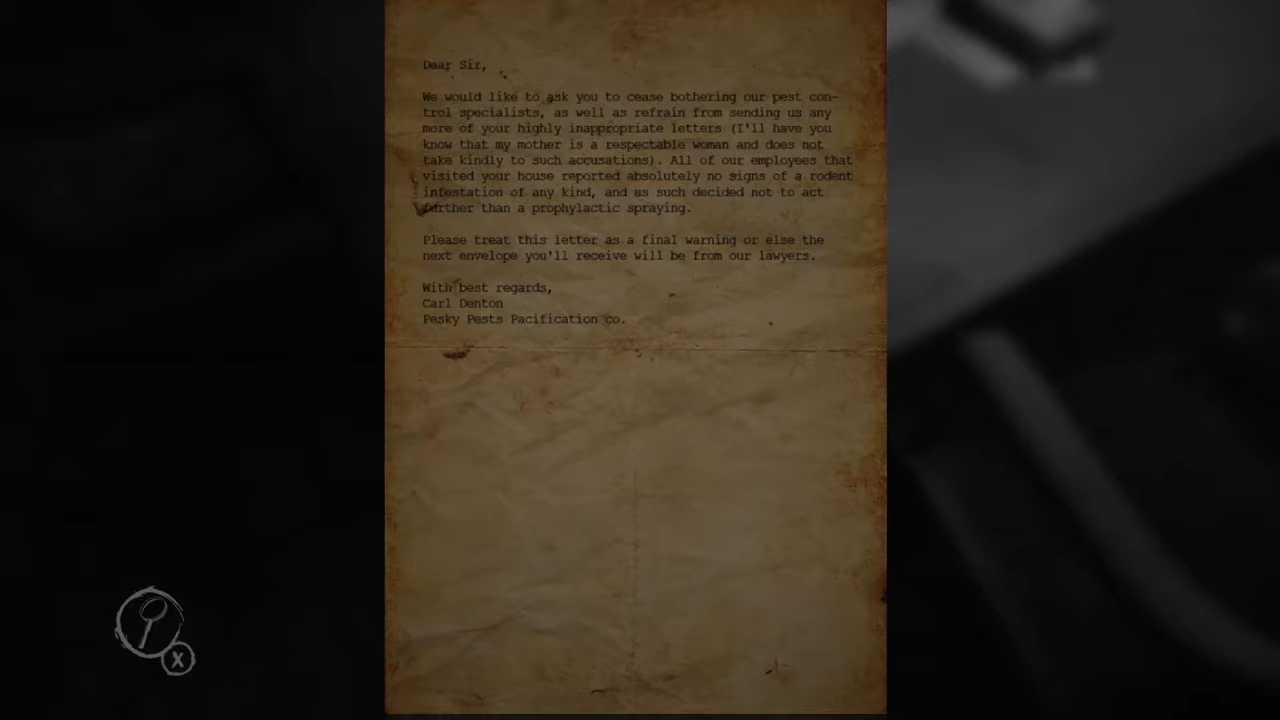 Dear Sir,
We would like to ask you to cease bothering our pest con-
trol specialists, as well as refrain from sending us any
more of your highly inappropriate letters (I'll have you
know that my mother is a respectable woman and does not
take kindly to such accusations). All of our employees that
visited your house reported absolutely no signs of a rodent
infestation of any kind, and as such decided not to act
further than a prophylactic spraying.
Please treat this letter as a final warning or else the
next envelope you'll receive will be from our lawyers.
With best regards,
Carl Denton
Pesky Pests Pacification co.
X